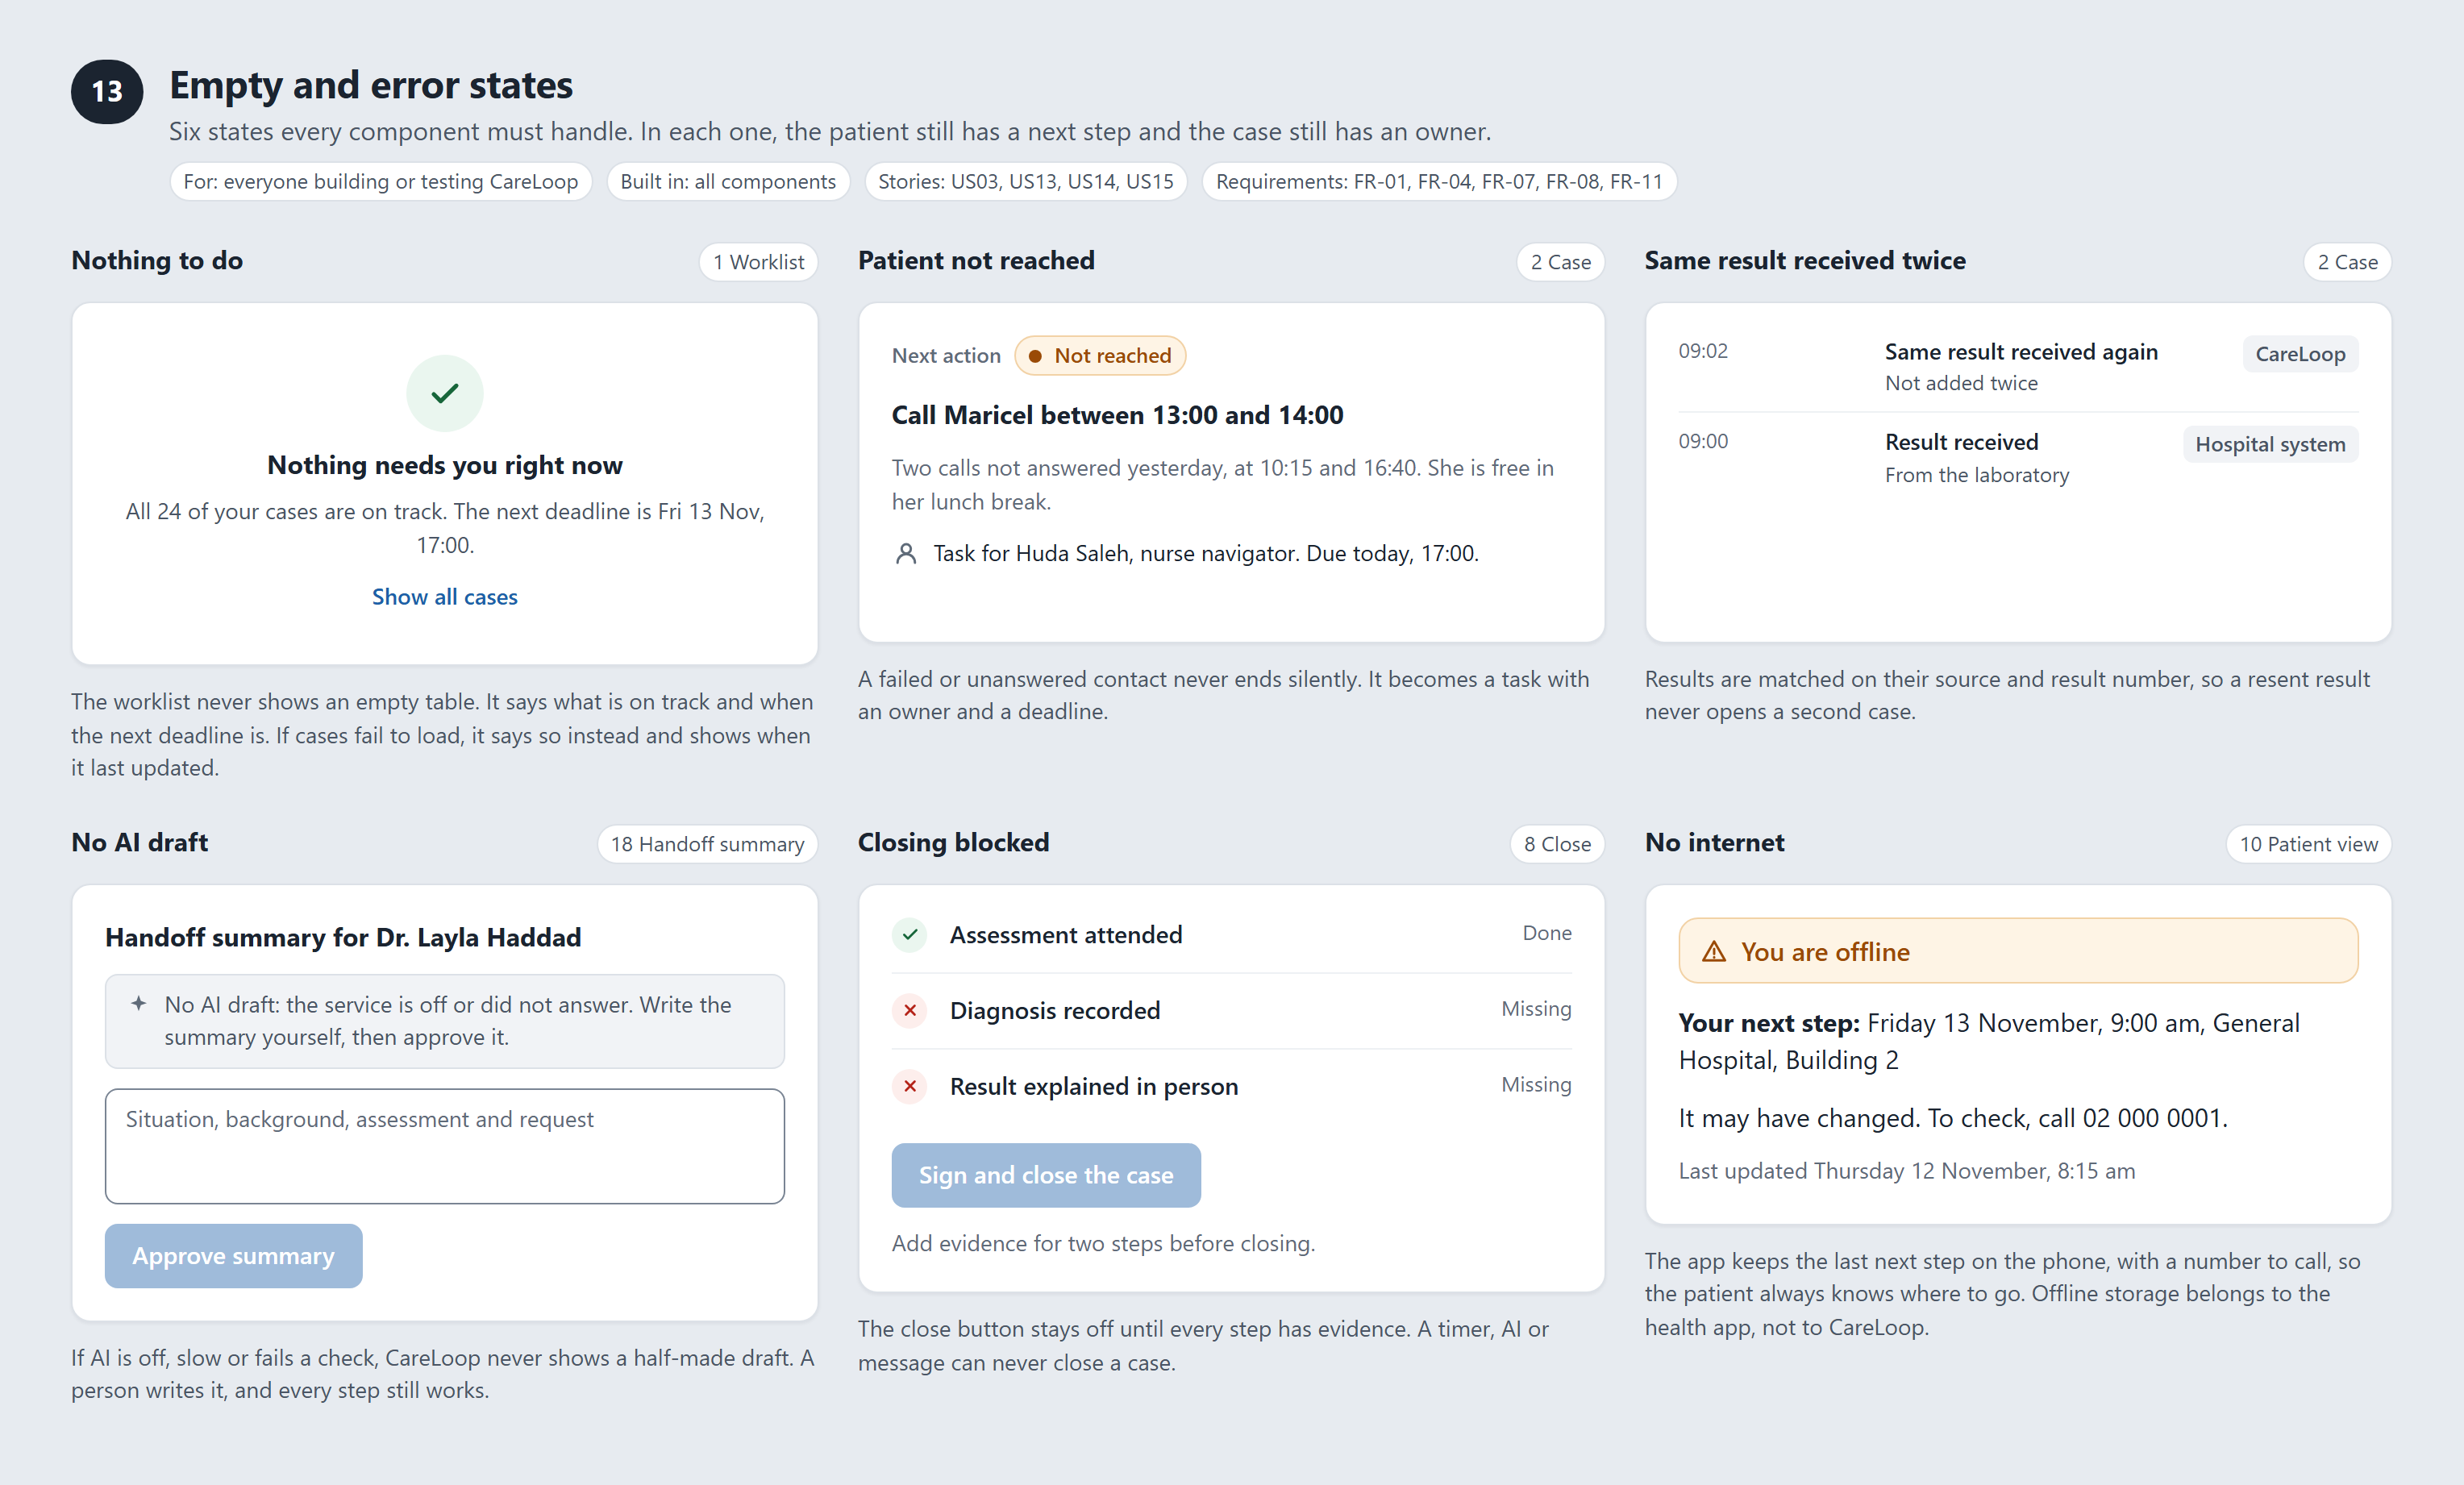 13
Empty and error states
Six states every component must handle. In each one, the patient still has a next step and the case still has an owner.
For: everyone building or testing CareLoop
Built in: all components
Stories: US03, US13, US14, US15
Requirements: FR-01, FR-04, FR-07, FR-08, FR-11
Nothing to do
1 Worklist
Nothing needs you right now
All 24 of your cases are on track. The next deadline is Fri 13 Nov,
17:00.
Show all cases
The worklist never shows an empty table. It says what is on track and when
the next deadline is. If cases fail to load, it says so instead and shows when
it last updated.
Patient not reached
2 Case
Next action
Not reached
Call Maricel between 13:00 and 14:00
Two calls not answered yesterday, at 10:15 and 16:40. She is free in
her lunch break.
Task for Huda Saleh, nurse navigator. Due today, 17:00.
A failed or unanswered contact never ends silently. It becomes a task with
an owner and a deadline.
Same result received twice
2 Case
09:02
Same result received again
CareLoop
Not added twice
09:00
Result received
Hospital system
From the laboratory
Results are matched on their source and result number, so a resent result
never opens a second case.
No AI draft
18 Handoff summary
Handoff summary for Dr. Layla Haddad
No AI draft: the service is off or did not answer. Write the
summary yourself, then approve it.
Situation, background, assessment and request
Approve summary
If AI is off, slow or fails a check, CareLoop never shows a half-made draft. A
person writes it, and every step still works.
Closing blocked
8 Close
Assessment attended
Done
Diagnosis recorded
Missing
Result explained in person
Missing
Sign and close the case
Add evidence for two steps before closing.
The close button stays off until every step has evidence. A timer, AI or
message can never close a case.
No internet
10 Patient view
You are offline
Your next step: Friday 13 November, 9:00 am, General
Hospital, Building 2
It may have changed. To check, call 02 000 0001.
Last updated Thursday 12 November, 8:15 am
The app keeps the last next step on the phone, with a number to call, so
the patient always knows where to go. Offline storage belongs to the
health app, not to CareLoop.